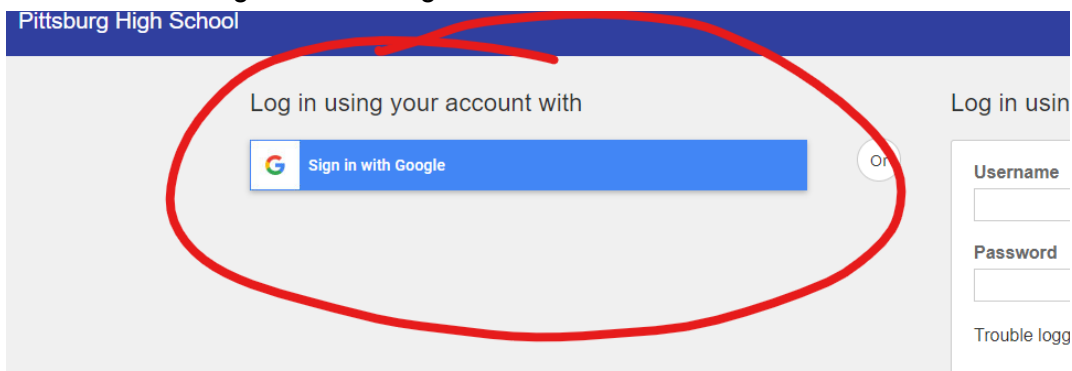 Pittsburg High School
Log in using your account with
Sign in with Google
Or
Log in usin
Username
Password
Trouble logg